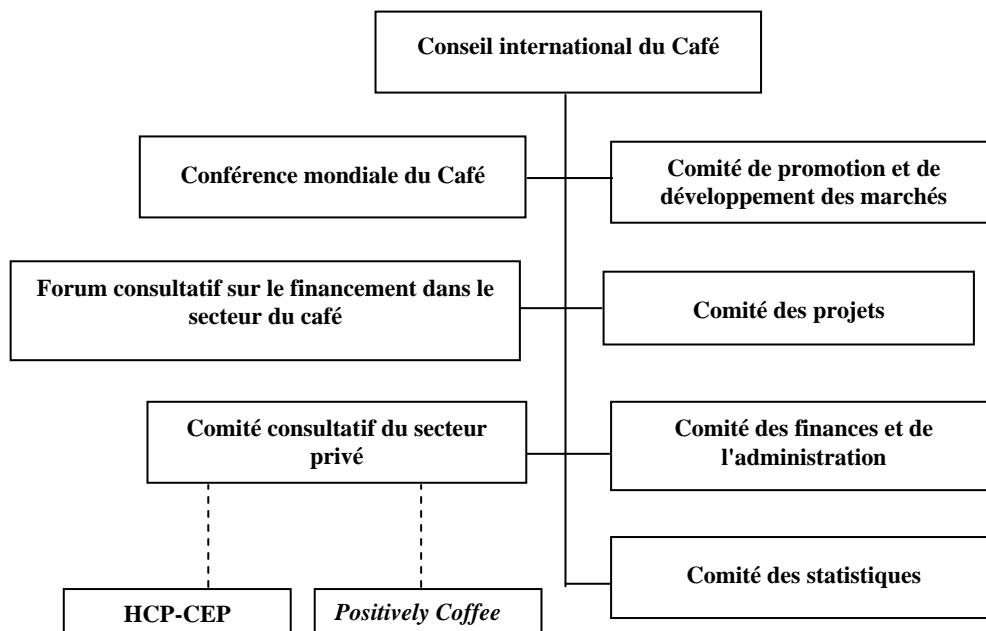 Conseil international du Café
Conférence mondiale du Café
Comité de promotion et de
développement des marchés
Forum consultatif sur le financement dans le
secteur du café
Comité des projets
Comité consultatif du secteur
privé
Comité des finances et de
l'administration
Comité des statistiques
HCP-CEP
Positively Coffee